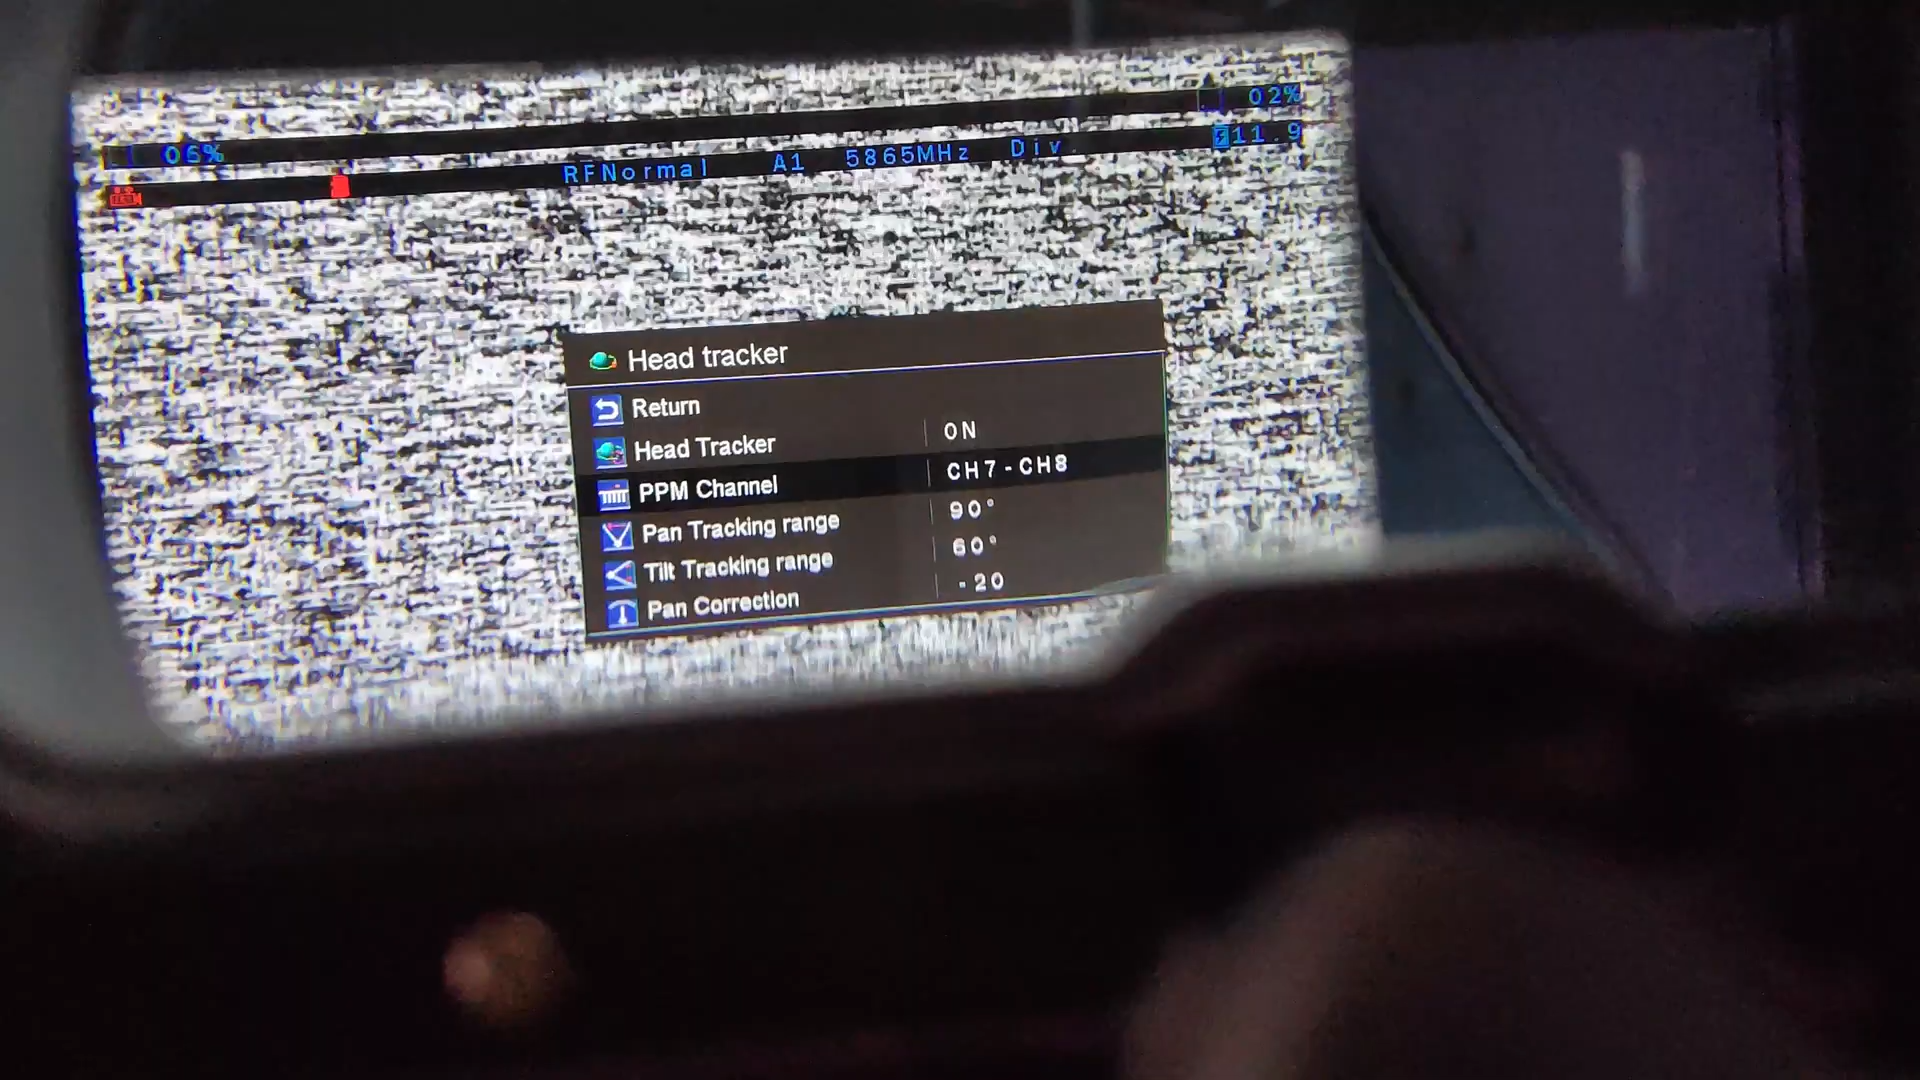 02%
06%
RFNormal A1 5865MHz Div 11.9
Head tracker
Return
Head Tracker ON
PPM Channel CH7-CH8
Pan Tracking range 90°
Tilt Tracking range 60°
Pan Correction -20